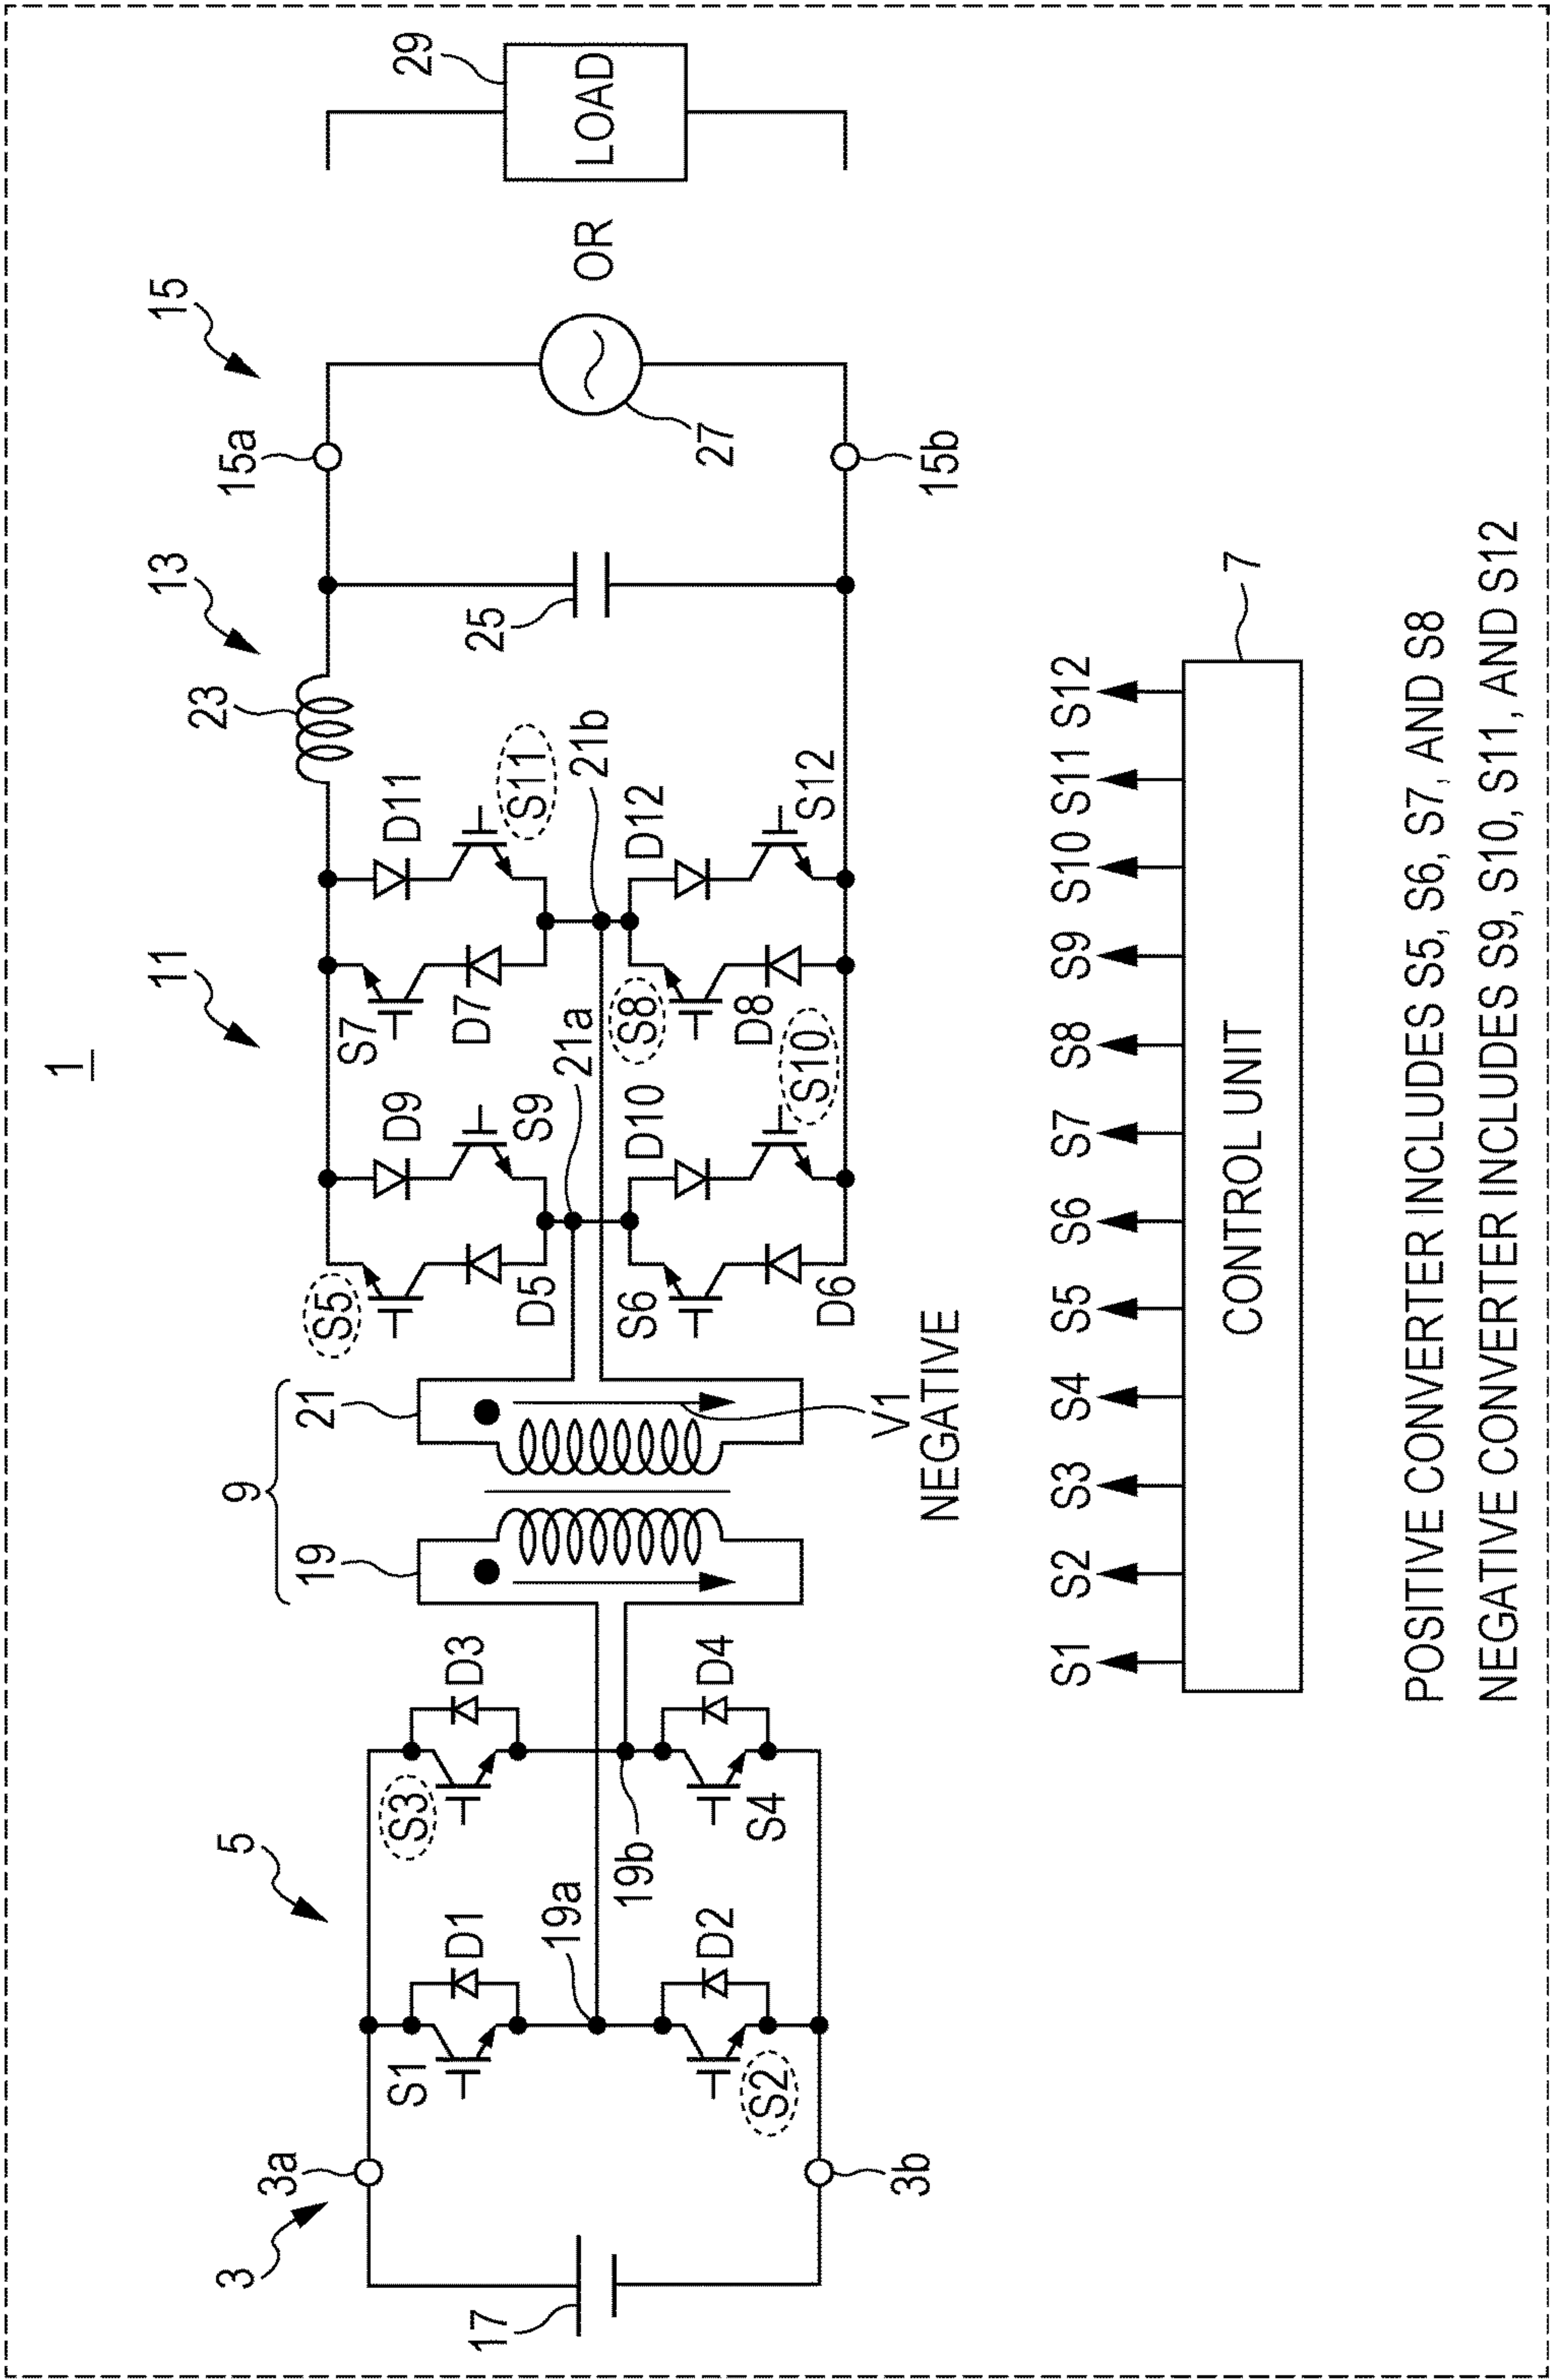 1
3
5
9
11
13
15
3a
S1
D1
S3
D3
19
21
S5
D9
S7
D11
23
15a
29
LOAD
17
19a
19b
D5
S9
21a
D7
S11
21b
25
OR
S2
D2
S4
D4
V1
NEGATIVE
S6
D10
S8
D12
27
3b
D6
S10
D8
S12
15b
S1 S2 S3 S4 S5 S6 S7 S8 S9 S10 S11 S12
CONTROL UNIT
7
POSITIVE CONVERTER INCLUDES S5, S6, S7, AND S8
NEGATIVE CONVERTER INCLUDES S9, S10, S11, AND S12